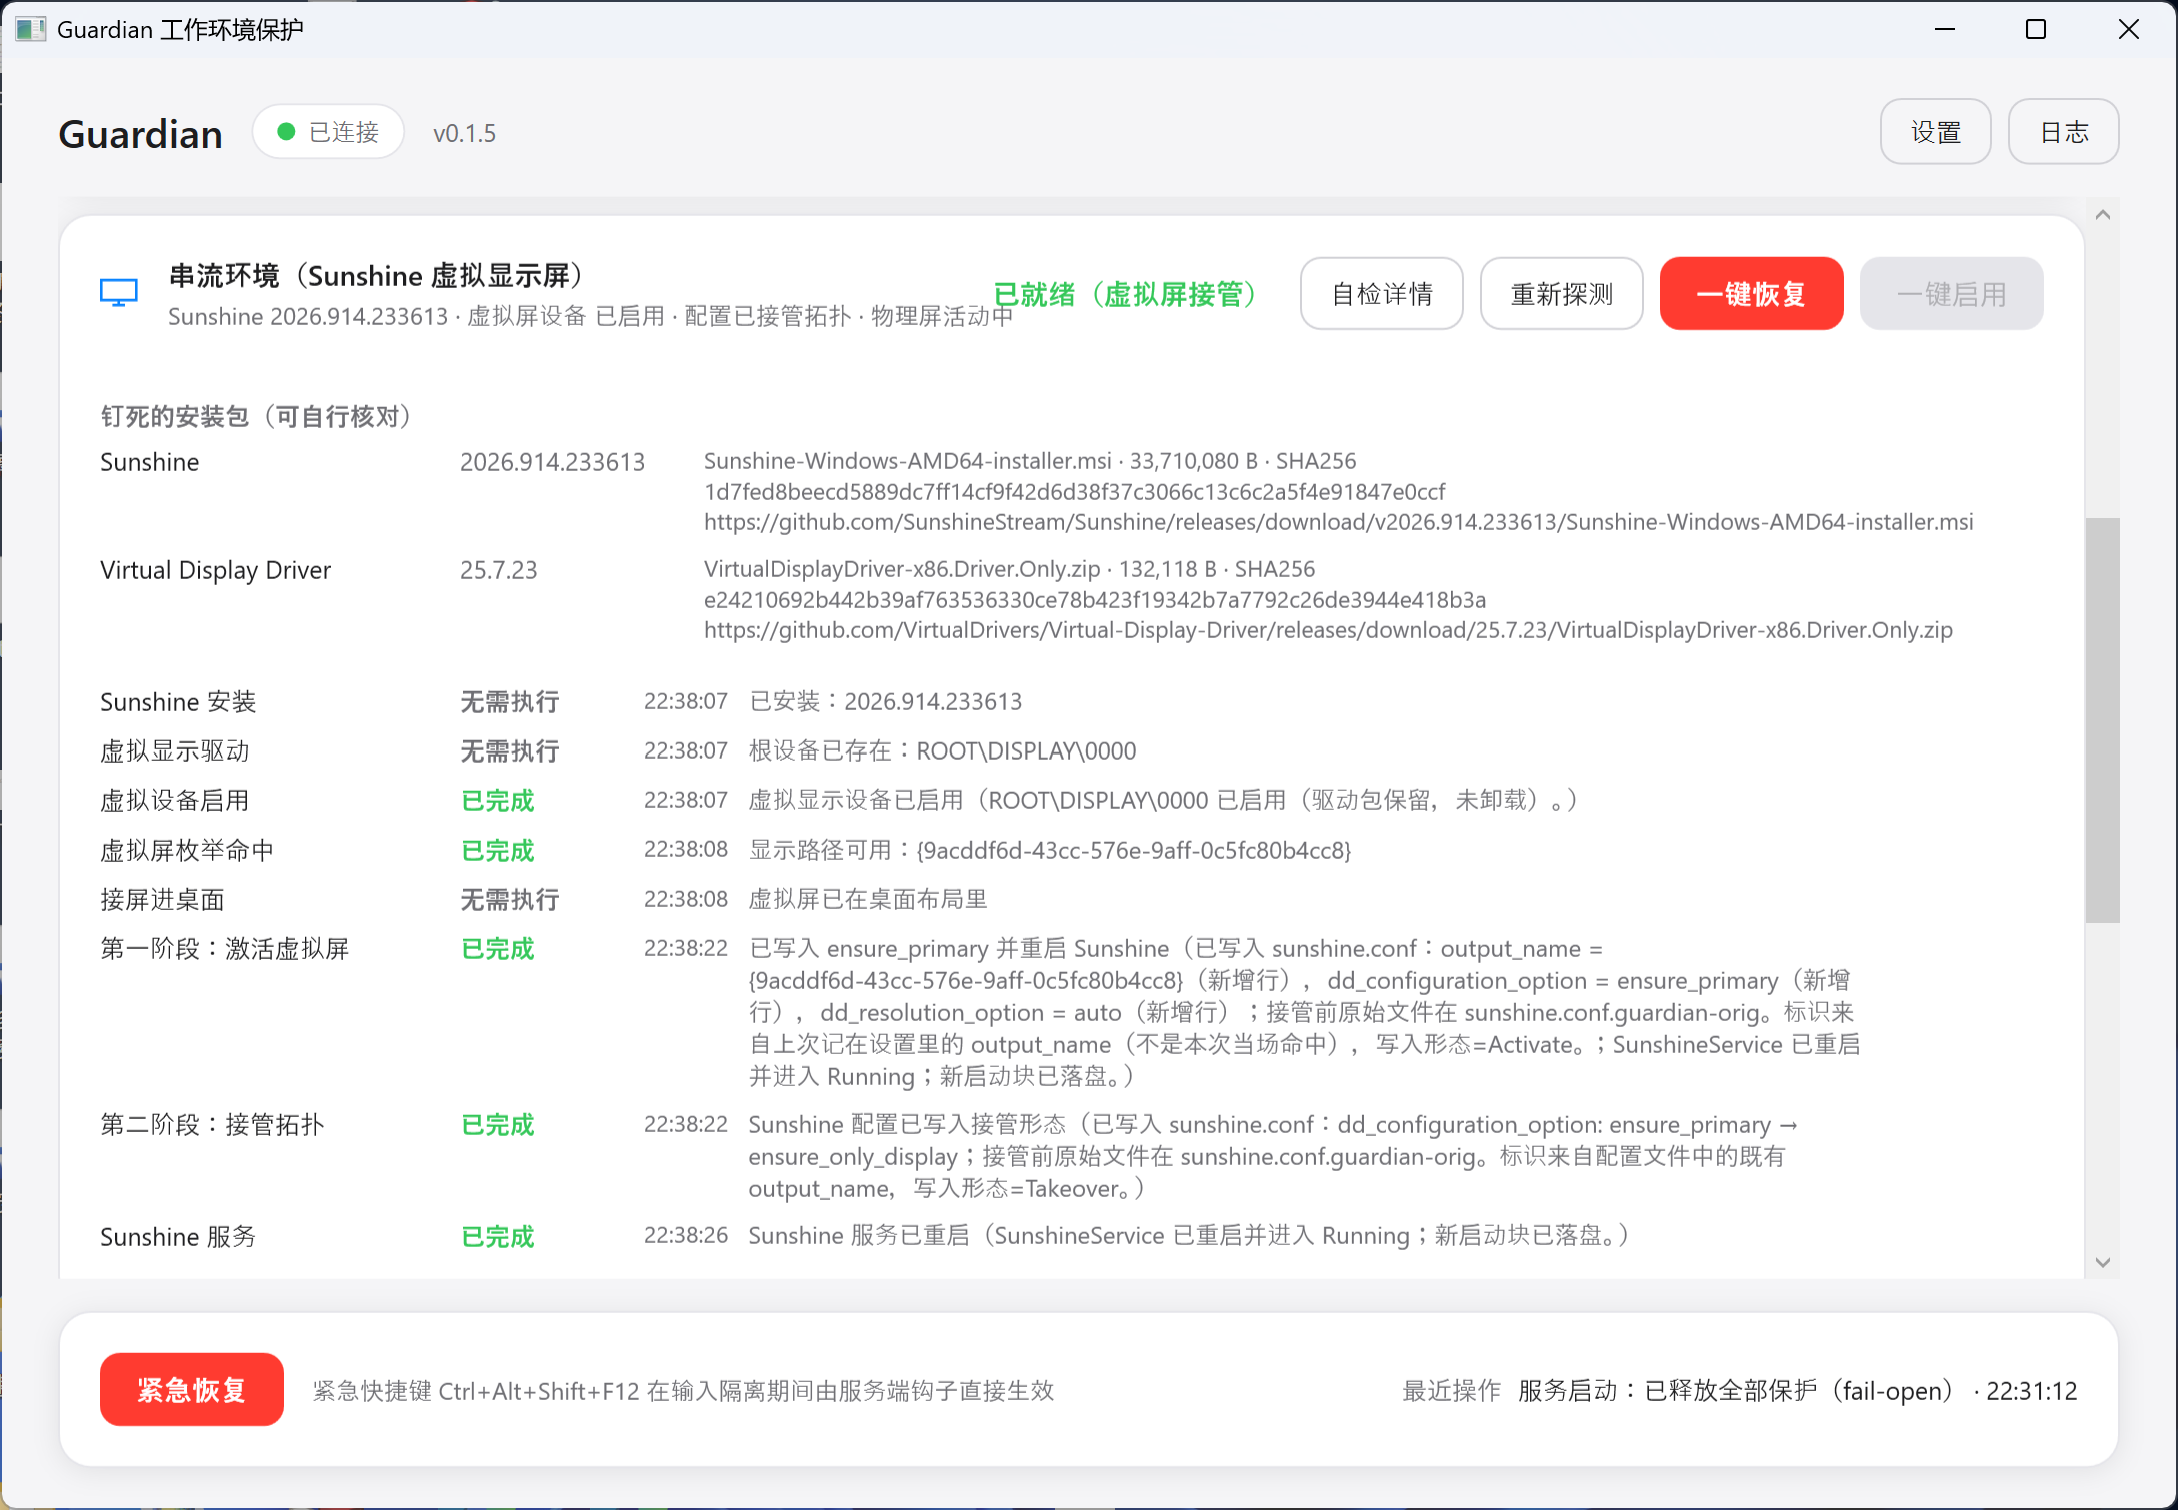 Guardian 工作环境保护
Guardian 已连接 v0.1.5 设置 日志
串流环境（Sunshine 虚拟显示屏）
Sunshine 2026.914.233613 · 虚拟屏设备 已启用 · 配置已接管拓扑 · 物理屏活动中
已就绪（虚拟屏接管） 自检详情 重新探测 一键恢复 一键启用
钉死的安装包（可自行核对）
Sunshine 2026.914.233613 Sunshine-Windows-AMD64-installer.msi · 33,710,080 B · SHA256
1d7fed8beecd5889dc7ff14cf9f42d6d38f37c3066c13c6c2a5f4e91847e0ccf
https://github.com/SunshineStream/Sunshine/releases/download/v2026.914.233613/Sunshine-Windows-AMD64-installer.msi
Virtual Display Driver 25.7.23 VirtualDisplayDriver-x86.Driver.Only.zip · 132,118 B · SHA256
e24210692b442b39af763536330ce78b423f19342b7a7792c26de3944e418b3a
https://github.com/VirtualDrivers/Virtual-Display-Driver/releases/download/25.7.23/VirtualDisplayDriver-x86.Driver.Only.zip
Sunshine 安装 无需执行 22:38:07 已安装：2026.914.233613
虚拟显示驱动 无需执行 22:38:07 根设备已存在：ROOT\DISPLAY\0000
虚拟设备启用 已完成 22:38:07 虚拟显示设备已启用（ROOT\DISPLAY\0000 已启用（驱动包保留，未卸载）。）
虚拟屏枚举命中 已完成 22:38:08 显示路径可用：{9acddf6d-43cc-576e-9aff-0c5fc80b4cc8}
接屏进桌面 无需执行 22:38:08 虚拟屏已在桌面布局里
第一阶段：激活虚拟屏 已完成 22:38:22 已写入 ensure_primary 并重启 Sunshine（已写入 sunshine.conf：output_name =
{9acddf6d-43cc-576e-9aff-0c5fc80b4cc8}（新增行），dd_configuration_option = ensure_primary（新增
行），dd_resolution_option = auto（新增行）；接管前原始文件在 sunshine.conf.guardian-orig。标识来
自上次记在设置里的 output_name（不是本次当场命中），写入形态=Activate。；SunshineService 已重启
并进入 Running；新启动块已落盘。）
第二阶段：接管拓扑 已完成 22:38:22 Sunshine 配置已写入接管形态（已写入 sunshine.conf：dd_configuration_option: ensure_primary →
ensure_only_display；接管前原始文件在 sunshine.conf.guardian-orig。标识来自配置文件中的既有
output_name，写入形态=Takeover。）
Sunshine 服务 已完成 22:38:26 Sunshine 服务已重启（SunshineService 已重启并进入 Running；新启动块已落盘。）
紧急恢复 紧急快捷键 Ctrl+Alt+Shift+F12 在输入隔离期间由服务端钩子直接生效 最近操作 服务启动：已释放全部保护（fail-open） · 22:31:12